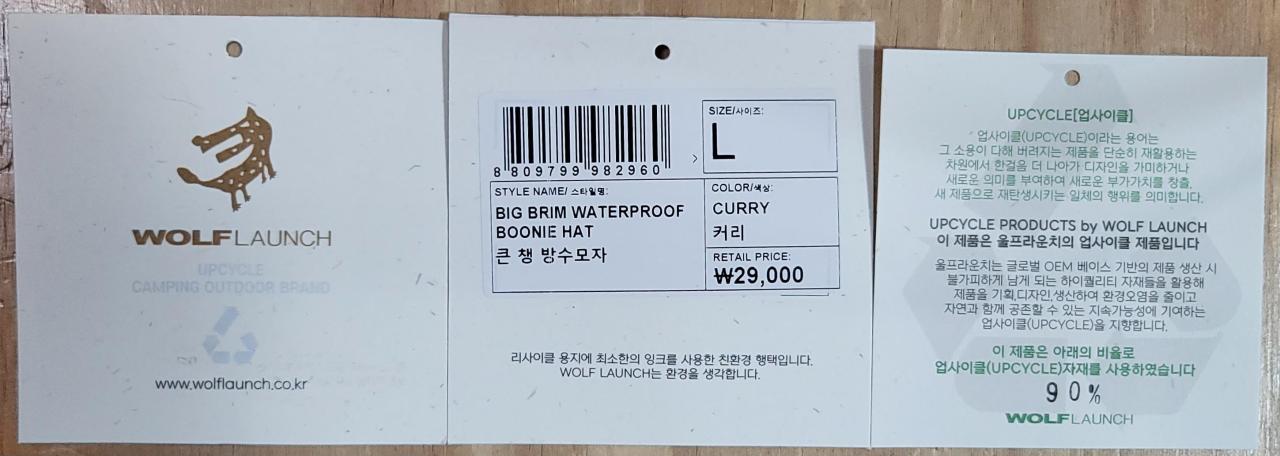 WOLF LAUNCH
UPCYCLE
CAMPING OUTDOOR BRAND
www.wolflaunch.co.kr
8 809799 982960 >
SIZE/사이즈:
L
STYLE NAME/ 스타일명:
BIG BRIM WATERPROOF
BOONIE HAT
큰 챙 방수모자
COLOR/색상:
CURRY
커리
RETAIL PRICE:
₩29,000
리사이클 용지에 최소한의 잉크를 사용한 친환경 행택입니다.
WOLF LAUNCH는 환경을 생각합니다.
UPCYCLE[업사이클]
업사이클(UPCYCLE)이라는 용어는
그 소용이 다해 버려지는 제품을 단순히 재활용하는
차원에서 한걸음 더 나아가 디자인을 가미하거나
새로운 의미를 부여하여 새로운 부가가치를 창출,
새 제품으로 재탄생시키는 일체의 행위를 의미합니다.
UPCYCLE PRODUCTS by WOLF LAUNCH
이 제품은 울프라운치의 업사이클 제품입니다
울프라운치는 글로벌 OEM 베이스 기반의 제품 생산 시
불가피하게 남게 되는 하이퀄리티 자재들을 활용해
제품을 기획,디자인,생산하여 환경오염을 줄이고
자연과 함께 공존할 수 있는 지속가능성에 기여하는
업사이클(UPCYCLE)을 지향합니다.
이 제품은 아래의 비율로
업사이클(UPCYCLE)자재를 사용하였습니다
90%
WOLF LAUNCH